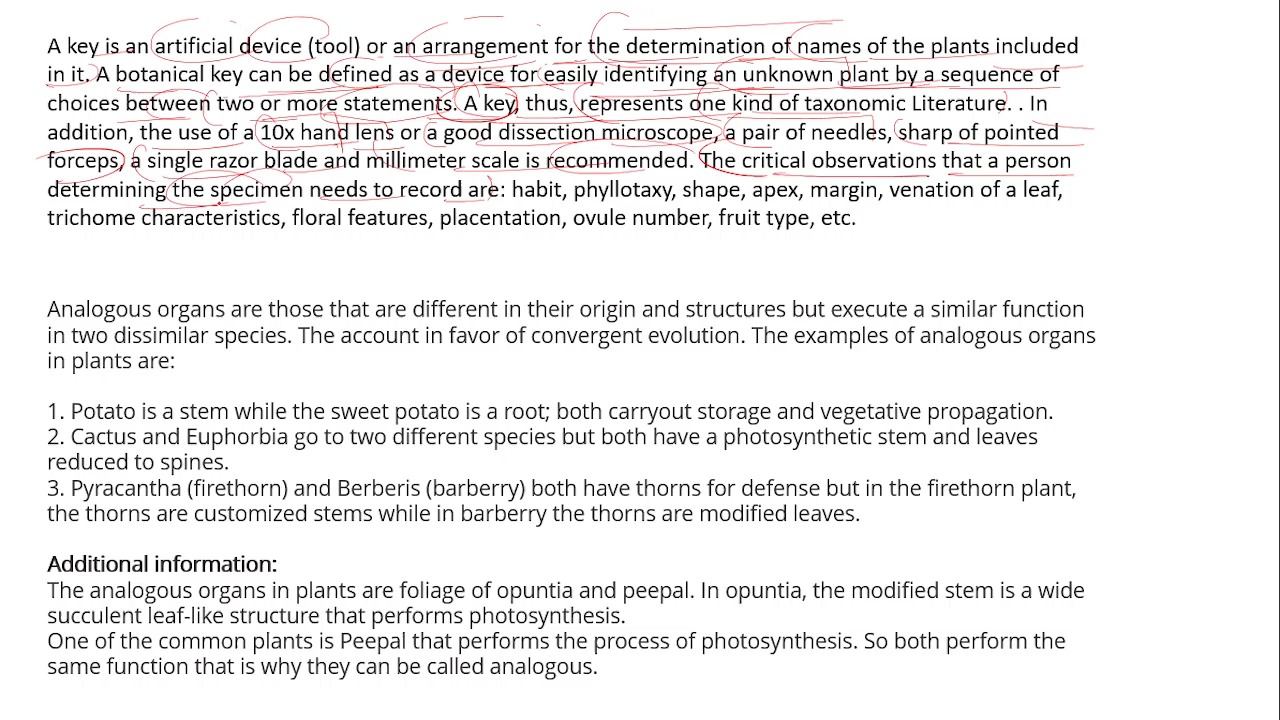 A key is an artificial device (tool) or an arrangement for the determination of names of the plants included
in it. A botanical key can be defined as a device for easily identifying an unknown plant by a sequence of
choices between two or more statements. A key, thus, represents one kind of taxonomic Literature. . In
addition, the use of a 10x hand lens or a good dissection microscope, a pair of needles, sharp of pointed
forceps, a single razor blade and millimeter scale is recommended. The critical observations that a person
determining the specimen needs to record are: habit, phyllotaxy, shape, apex, margin, venation of a leaf,
trichome characteristics, floral features, placentation, ovule number, fruit type, etc.
Analogous organs are those that are different in their origin and structures but execute a similar function
in two dissimilar species. The account in favor of convergent evolution. The examples of analogous organs
in plants are:
1. Potato is a stem while the sweet potato is a root; both carryout storage and vegetative propagation.
2. Cactus and Euphorbia go to two different species but both have a photosynthetic stem and leaves
reduced to spines.
3. Pyracantha (firethorn) and Berberis (barberry) both have thorns for defense but in the firethorn plant,
the thorns are customized stems while in barberry the thorns are modified leaves.
Additional information:
The analogous organs in plants are foliage of opuntia and peepal. In opuntia, the modified stem is a wide
succulent leaf-like structure that performs photosynthesis.
One of the common plants is Peepal that performs the process of photosynthesis. So both perform the
same function that is why they can be called analogous.